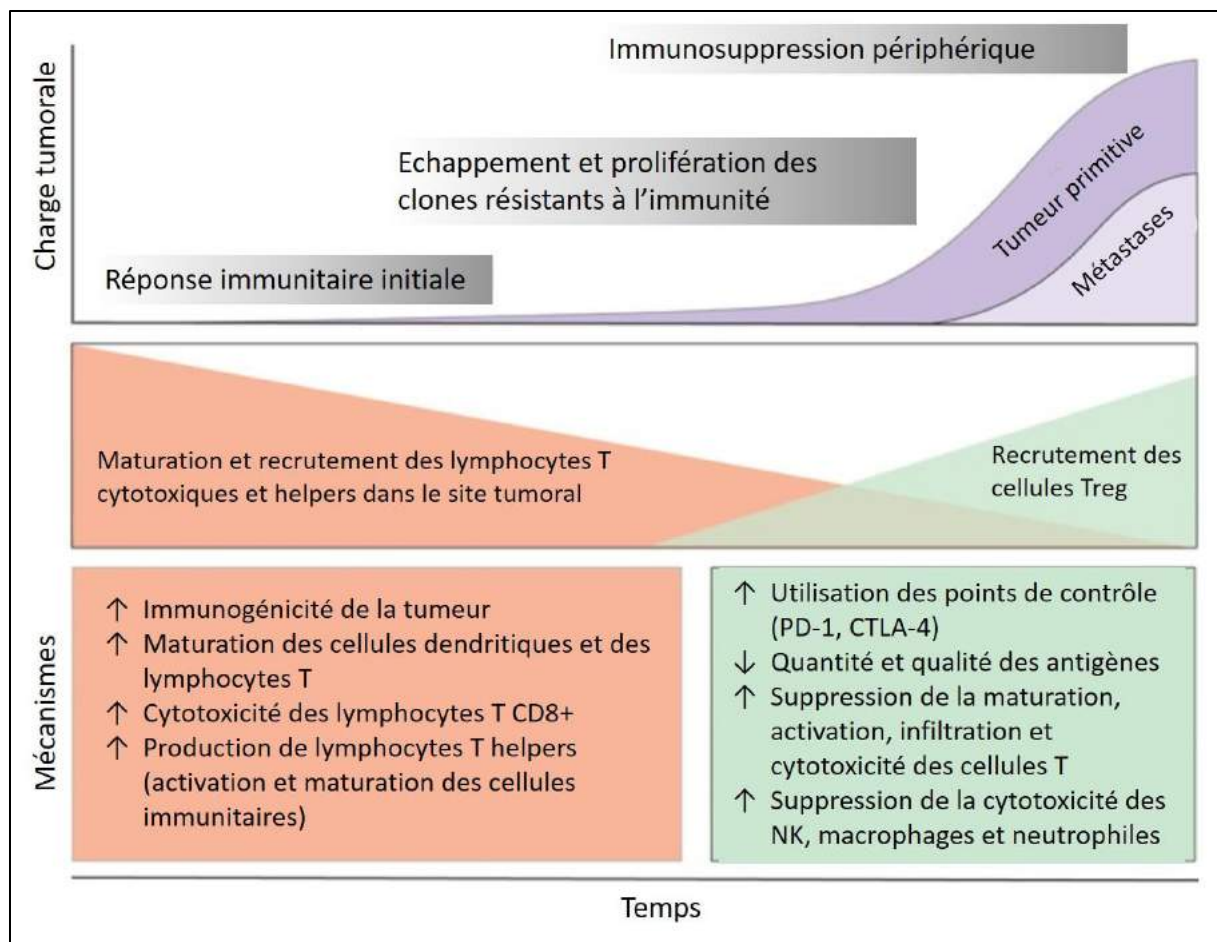 Immunosuppression périphérique
Charge tumorale
Echappement et prolifération des
clones résistants à l'immunité
Tumeur primitive
Métastases
Réponse immunitaire initiale
Maturation et recrutement des lymphocytes T
cytotoxiques et helpers dans le site tumoral
Recrutement des
cellules Treg
Mécanismes
↑ Immunogénicité de la tumeur
↑ Maturation des cellules dendritiques et des
lymphocytes T
↑ Cytotoxicité des lymphocytes T CD8+
↑ Production de lymphocytes T helpers
(activation et maturation des cellules
immunitaires)
↑ Utilisation des points de contrôle
(PD-1, CTLA-4)
↓ Quantité et qualité des antigènes
↑ Suppression de la maturation,
activation, infiltration et
cytotoxicité des cellules T
↑ Suppression de la cytotoxicité des
NK, macrophages et neutrophiles
Temps